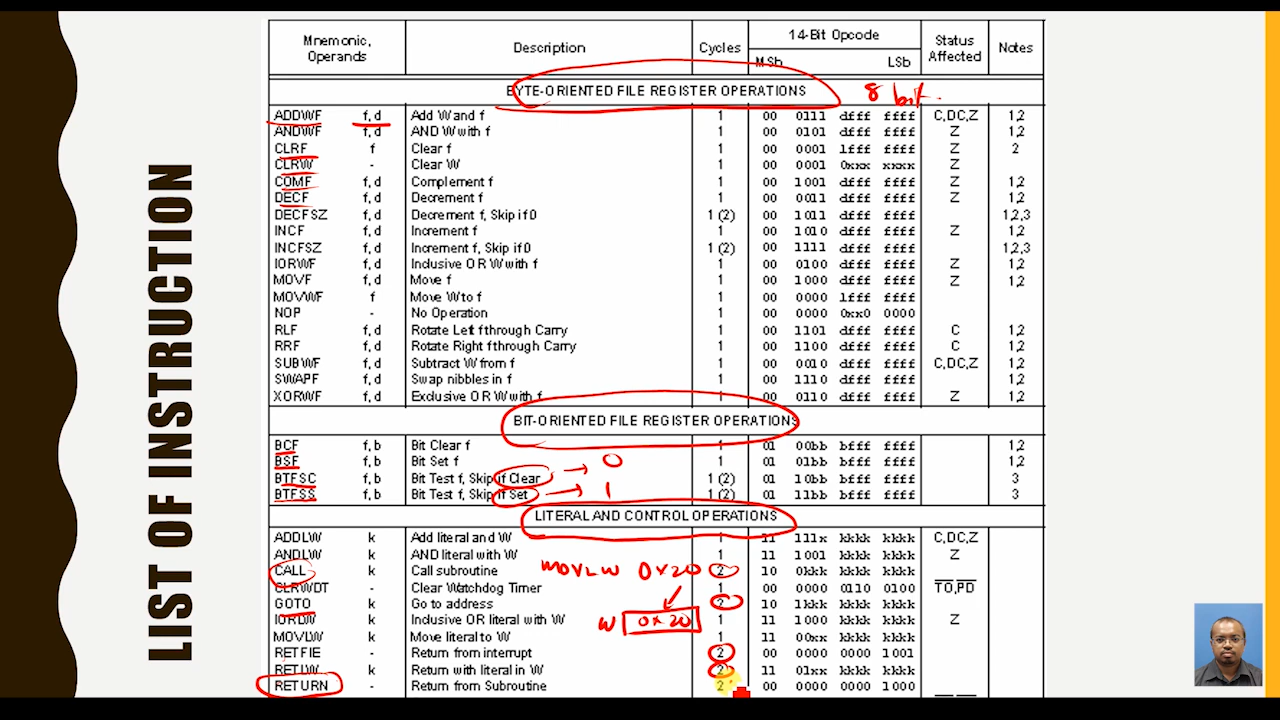 LIST OF INSTRUCTION
Mnemonic, Operands Description Cycles 14-Bit Opcode MSb LSb Status Affected Notes
BYTE-ORIENTED FILE REGISTER OPERATIONS 8 bit.
ADDWF f, d Add W and f 1 00 0111 dfff ffff C,DC,Z 1,2
ANDWF f, d AND W with f 1 00 0101 dfff ffff Z 1,2
CLRF f Clear f 1 00 0001 lfff ffff Z 2
CLRW - Clear W 1 00 0001 0xxx xxxx Z
COMF f, d Complement f 1 00 1001 dfff ffff Z 1,2
DECF f, d Decrement f 1 00 0011 dfff ffff Z 1,2
DECFSZ f, d Decrement f, Skip if 0 1 (2) 00 1011 dfff ffff 1,2,3
INCF f, d Increment f 1 00 1010 dfff ffff Z 1,2
INCFSZ f, d Increment f, Skip if 0 1 (2) 00 1111 dfff ffff 1,2,3
IORWF f, d Inclusive OR W with f 1 00 0100 dfff ffff Z 1,2
MOVF f, d Move f 1 00 1000 dfff ffff Z 1,2
MOVWF f Move W to f 1 00 0000 lfff ffff
NOP - No Operation 1 00 0000 0xx0 0000
RLF f, d Rotate Left f through Carry 1 00 1101 dfff ffff C 1,2
RRF f, d Rotate Right f through Carry 1 00 1100 dfff ffff C 1,2
SUBWF f, d Subtract W from f 1 00 0010 dfff ffff C,DC,Z 1,2
SWAPF f, d Swap nibbles in f 1 00 1110 dfff ffff 1,2
XORWF f, d Exclusive OR W with f 1 00 0110 dfff ffff Z 1,2
BIT-ORIENTED FILE REGISTER OPERATIONS
BCF f, b Bit Clear f 1 01 00bb bfff ffff 1,2
BSF f, b Bit Set f 0 1 01 01bb bfff ffff 1,2
BTFSC f, b Bit Test f, Skip if Clear 1 (2) 01 10bb bfff ffff 3
BTFSS f, b Bit Test f, Skip if Set 1 1 (2) 01 11bb bfff ffff 3
LITERAL AND CONTROL OPERATIONS
ADDLW k Add literal and W 1 11 111x kkkk kkkk C,DC,Z
ANDLW k AND literal with W 1 11 1001 kkkk kkkk Z
CALL k Call subroutine MOVLW 0x20 2 10 0kkk kkkk kkkk
CLRWDT - Clear Watchdog Timer 1 00 0000 0110 0100 TO,PD
GOTO k Go to address 2 10 1kkk kkkk kkkk
IORLW k Inclusive OR literal with W W 0x20 1 11 1000 kkkk kkkk Z
MOVLW k Move literal to W 1 11 00xx kkkk kkkk
RETFIE - Return from interrupt 2 00 0000 0000 1001
RETLW k Return with literal in W 2 11 01xx kkkk kkkk
RETURN - Return from Subroutine 2 00 0000 0000 1000